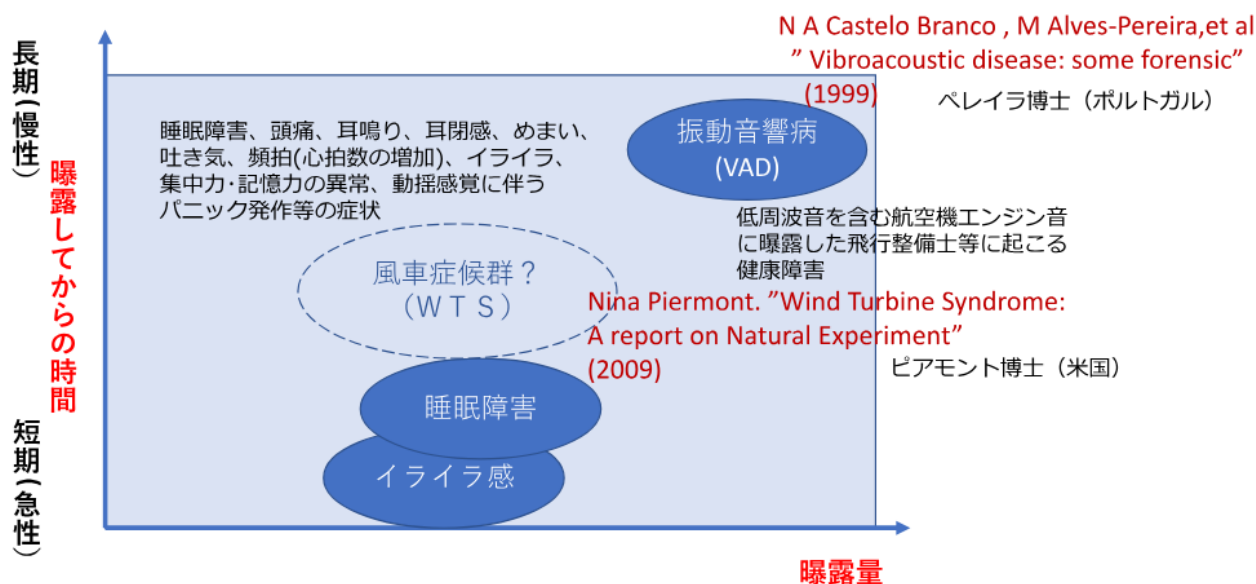 N A Castelo Branco , M Alves-Pereira,et al
” Vibroacoustic disease: some forensic”
(1999)
ペレイラ博士（ポルトガル）
長期(慢性)
振動音響病
(VAD)
睡眠障害、頭痛、耳鳴り、耳閉感、めまい、
吐き気、頻拍(心拍数の増加)、イライラ、
集中力･記憶力の異常、動揺感覚に伴う
パニック発作等の症状
曝露してからの時間
低周波音を含む航空機エンジン音
に曝露した飛行整備士等に起こる
健康障害
風車症候群？
（ＷＴＳ）
Nina Piermont. ”Wind Turbine Syndrome:
A report on Natural Experiment”
(2009)
ピアモント博士（米国）
睡眠障害
イライラ感
短期(急性)
曝露量